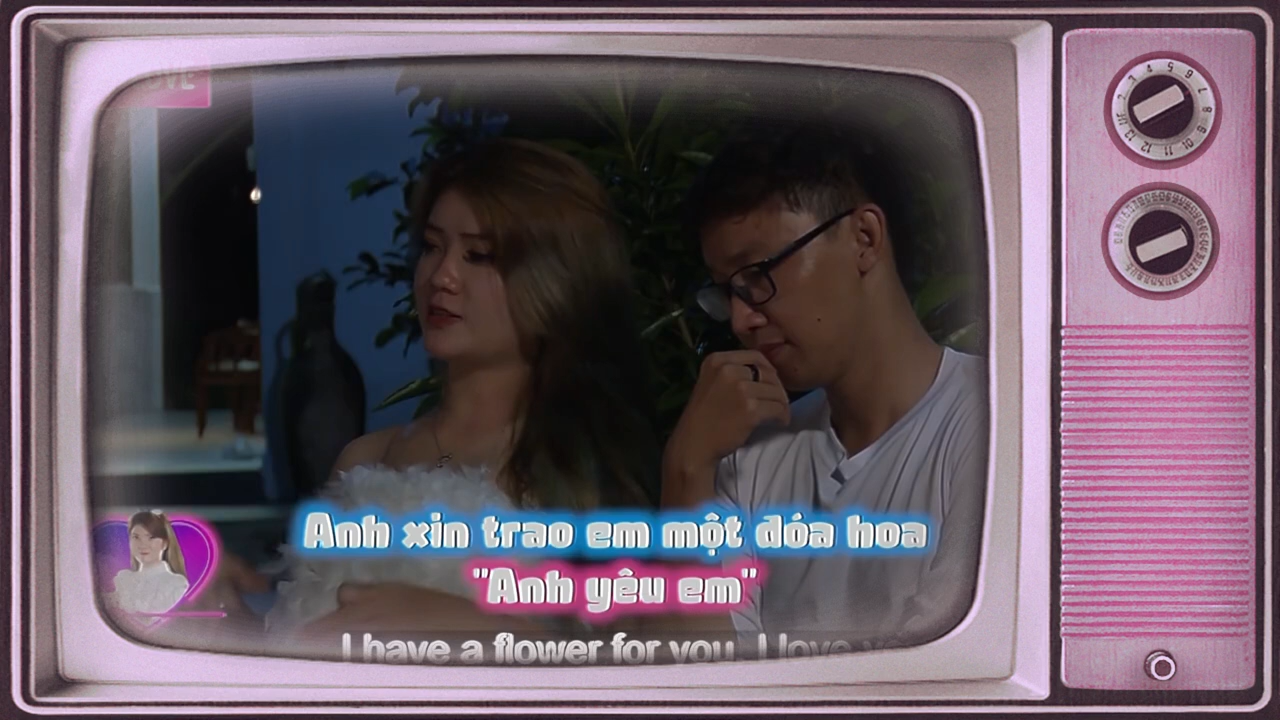 Anh xin trao em một đóa hoa
"Anh yêu em"
I have a flower for you, I love